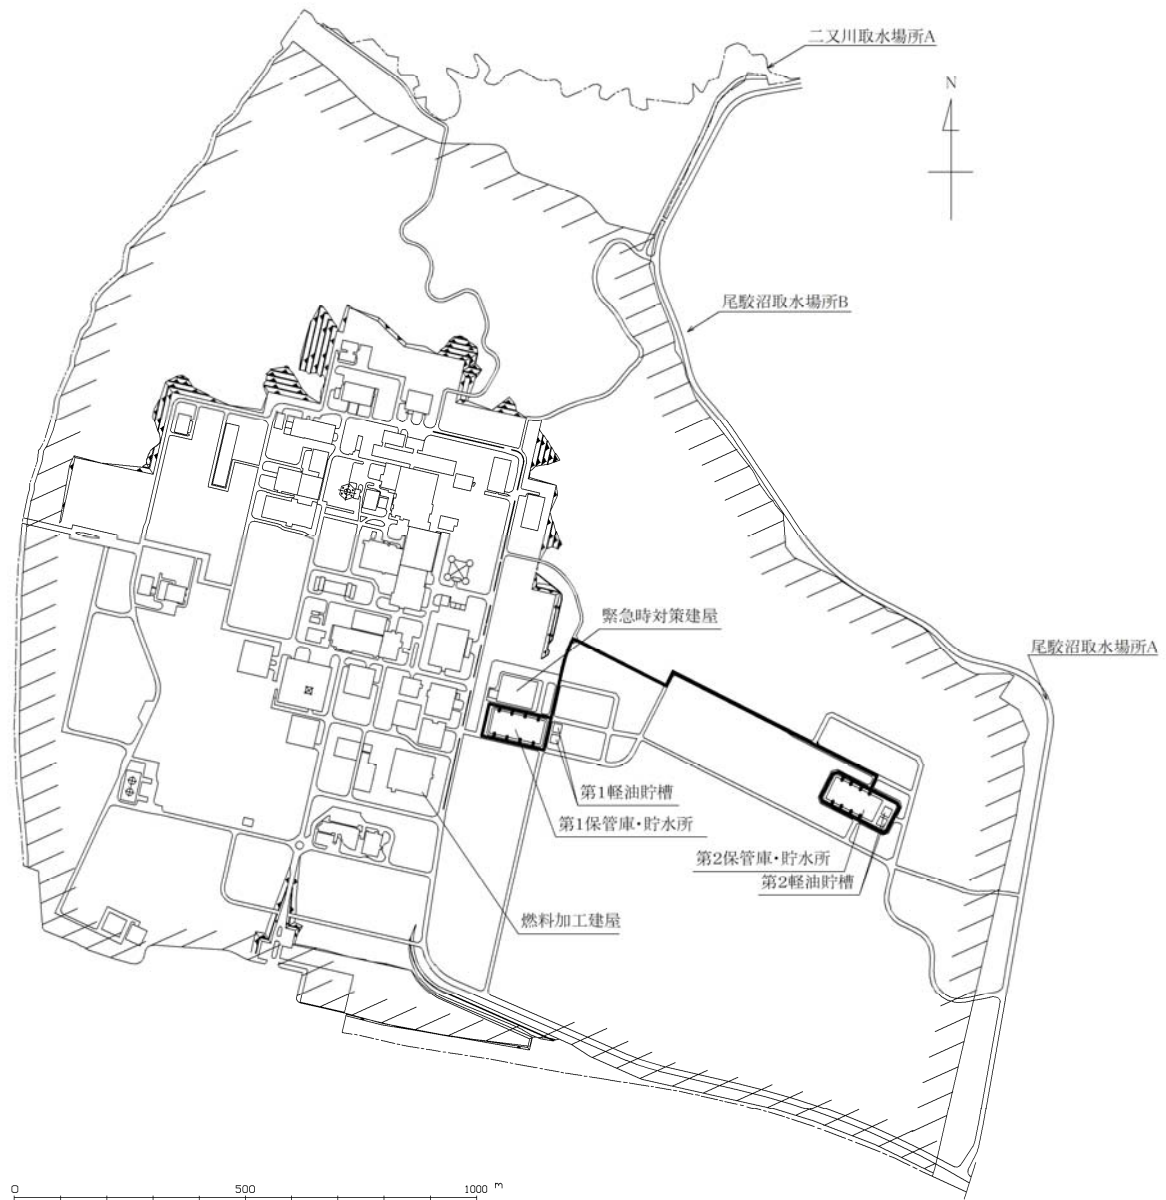 二又川取水場所A
N
尾駮沼取水場所B
緊急時対策建屋
尾駮沼取水場所A
第1軽油貯槽
第1保管庫・貯水所
第2保管庫・貯水所
第2軽油貯槽
燃料加工建屋
0 500 1000 m